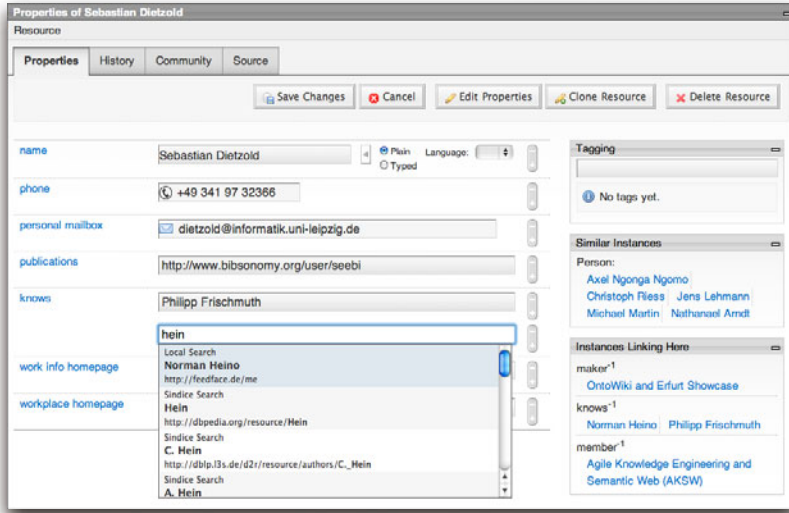 Properties of Sebastian Dietzold
Resource
Properties History Community Source
Save Changes Cancel Edit Properties Clone Resource Delete Resource
name
Sebastian Dietzold
Plain Language:
Typed
phone
+49 341 97 32366
personal mailbox
dietzold@informatik.uni-leipzig.de
publications
http://www.bibsonomy.org/user/seebi
knows
Philipp Frischmuth
hein
Local Search
Norman Heino
http://feedface.de/me
Sindice Search
Hein
http://dbpedia.org/resource/Hein
Sindice Search
C. Hein
http://dblp.l3s.de/d2r/resource/authors/C._Hein
Sindice Search
A. Hein
work info homepage
workplace homepage
Tagging
No tags yet.
Similar Instances
Person:
Axel Ngonga Ngomo
Christoph Riess Jens Lehmann
Michael Martin Nathanael Arndt
Instances Linking Here
maker-1
OntoWiki and Erfurt Showcase
knows-1
Norman Heino Philipp Frischmuth
member-1
Agile Knowledge Engineering and
Semantic Web (AKSW)